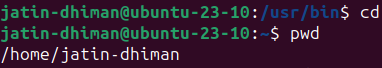 jatin-dhiman@ubuntu-23-10:/usr/bin$ cd
jatin-dhiman@ubuntu-23-10:~$ pwd
/home/jatin-dhiman